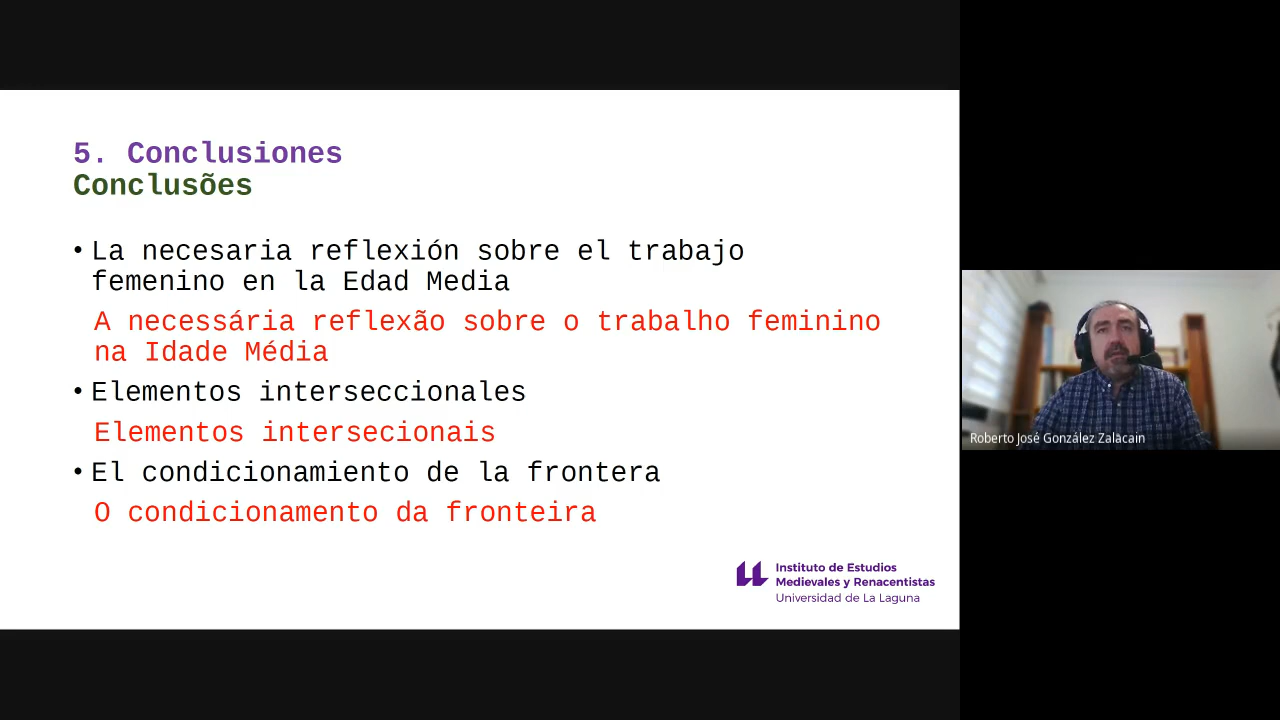 5. Conclusiones
Conclusões
• La necesaria reflexión sobre el trabajo
femenino en la Edad Media
A necessária reflexão sobre o trabalho feminino
na Idade Média
• Elementos interseccionales
Elementos intersecionais
• El condicionamiento de la frontera
O condicionamento da fronteira
Instituto de Estudios
Medievales y Renacentistas
Universidad de La Laguna
Roberto José González Zalacain